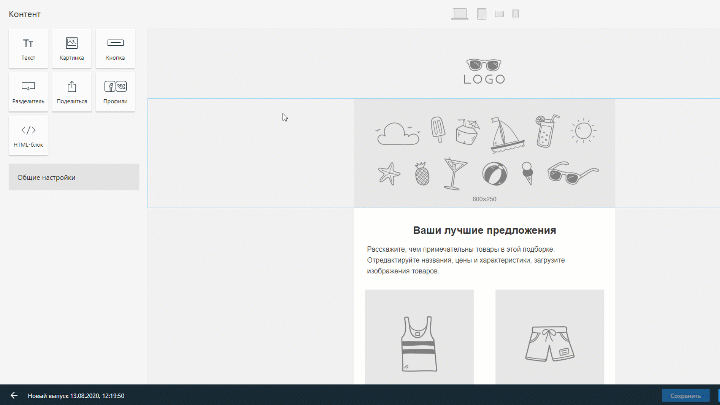 Контент
Тт
Текст
Картинка
Кнопка
Разделитель
Поделиться
Профили
HTML-блок
Общие настройки
LOGO
600x250
Ваши лучшие предложения
Расскажите, чем примечательны товары в этой подборке.
Отредактируйте названия, цены и характеристики, загрузите
изображения товаров.
Новый выпуск 13.08.2020, 12:19:50
Сохранить